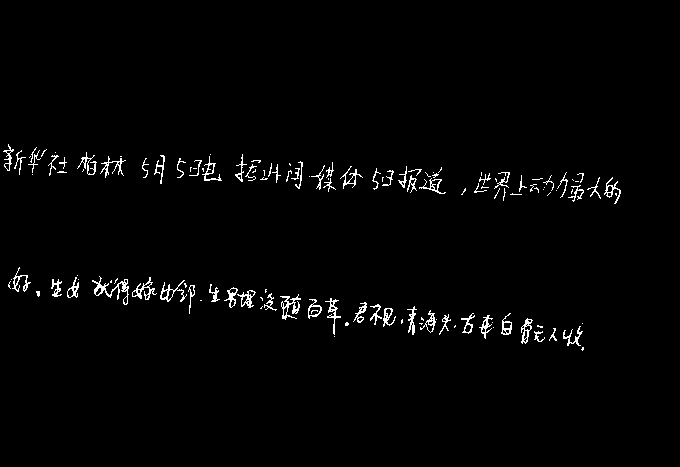 新华社柏林5月5日电 据此间媒体5日报道，世界上动力最大的
好。生女犹得嫁比邻，生男埋没随百草。君不见，青海头，古来白骨无人收，